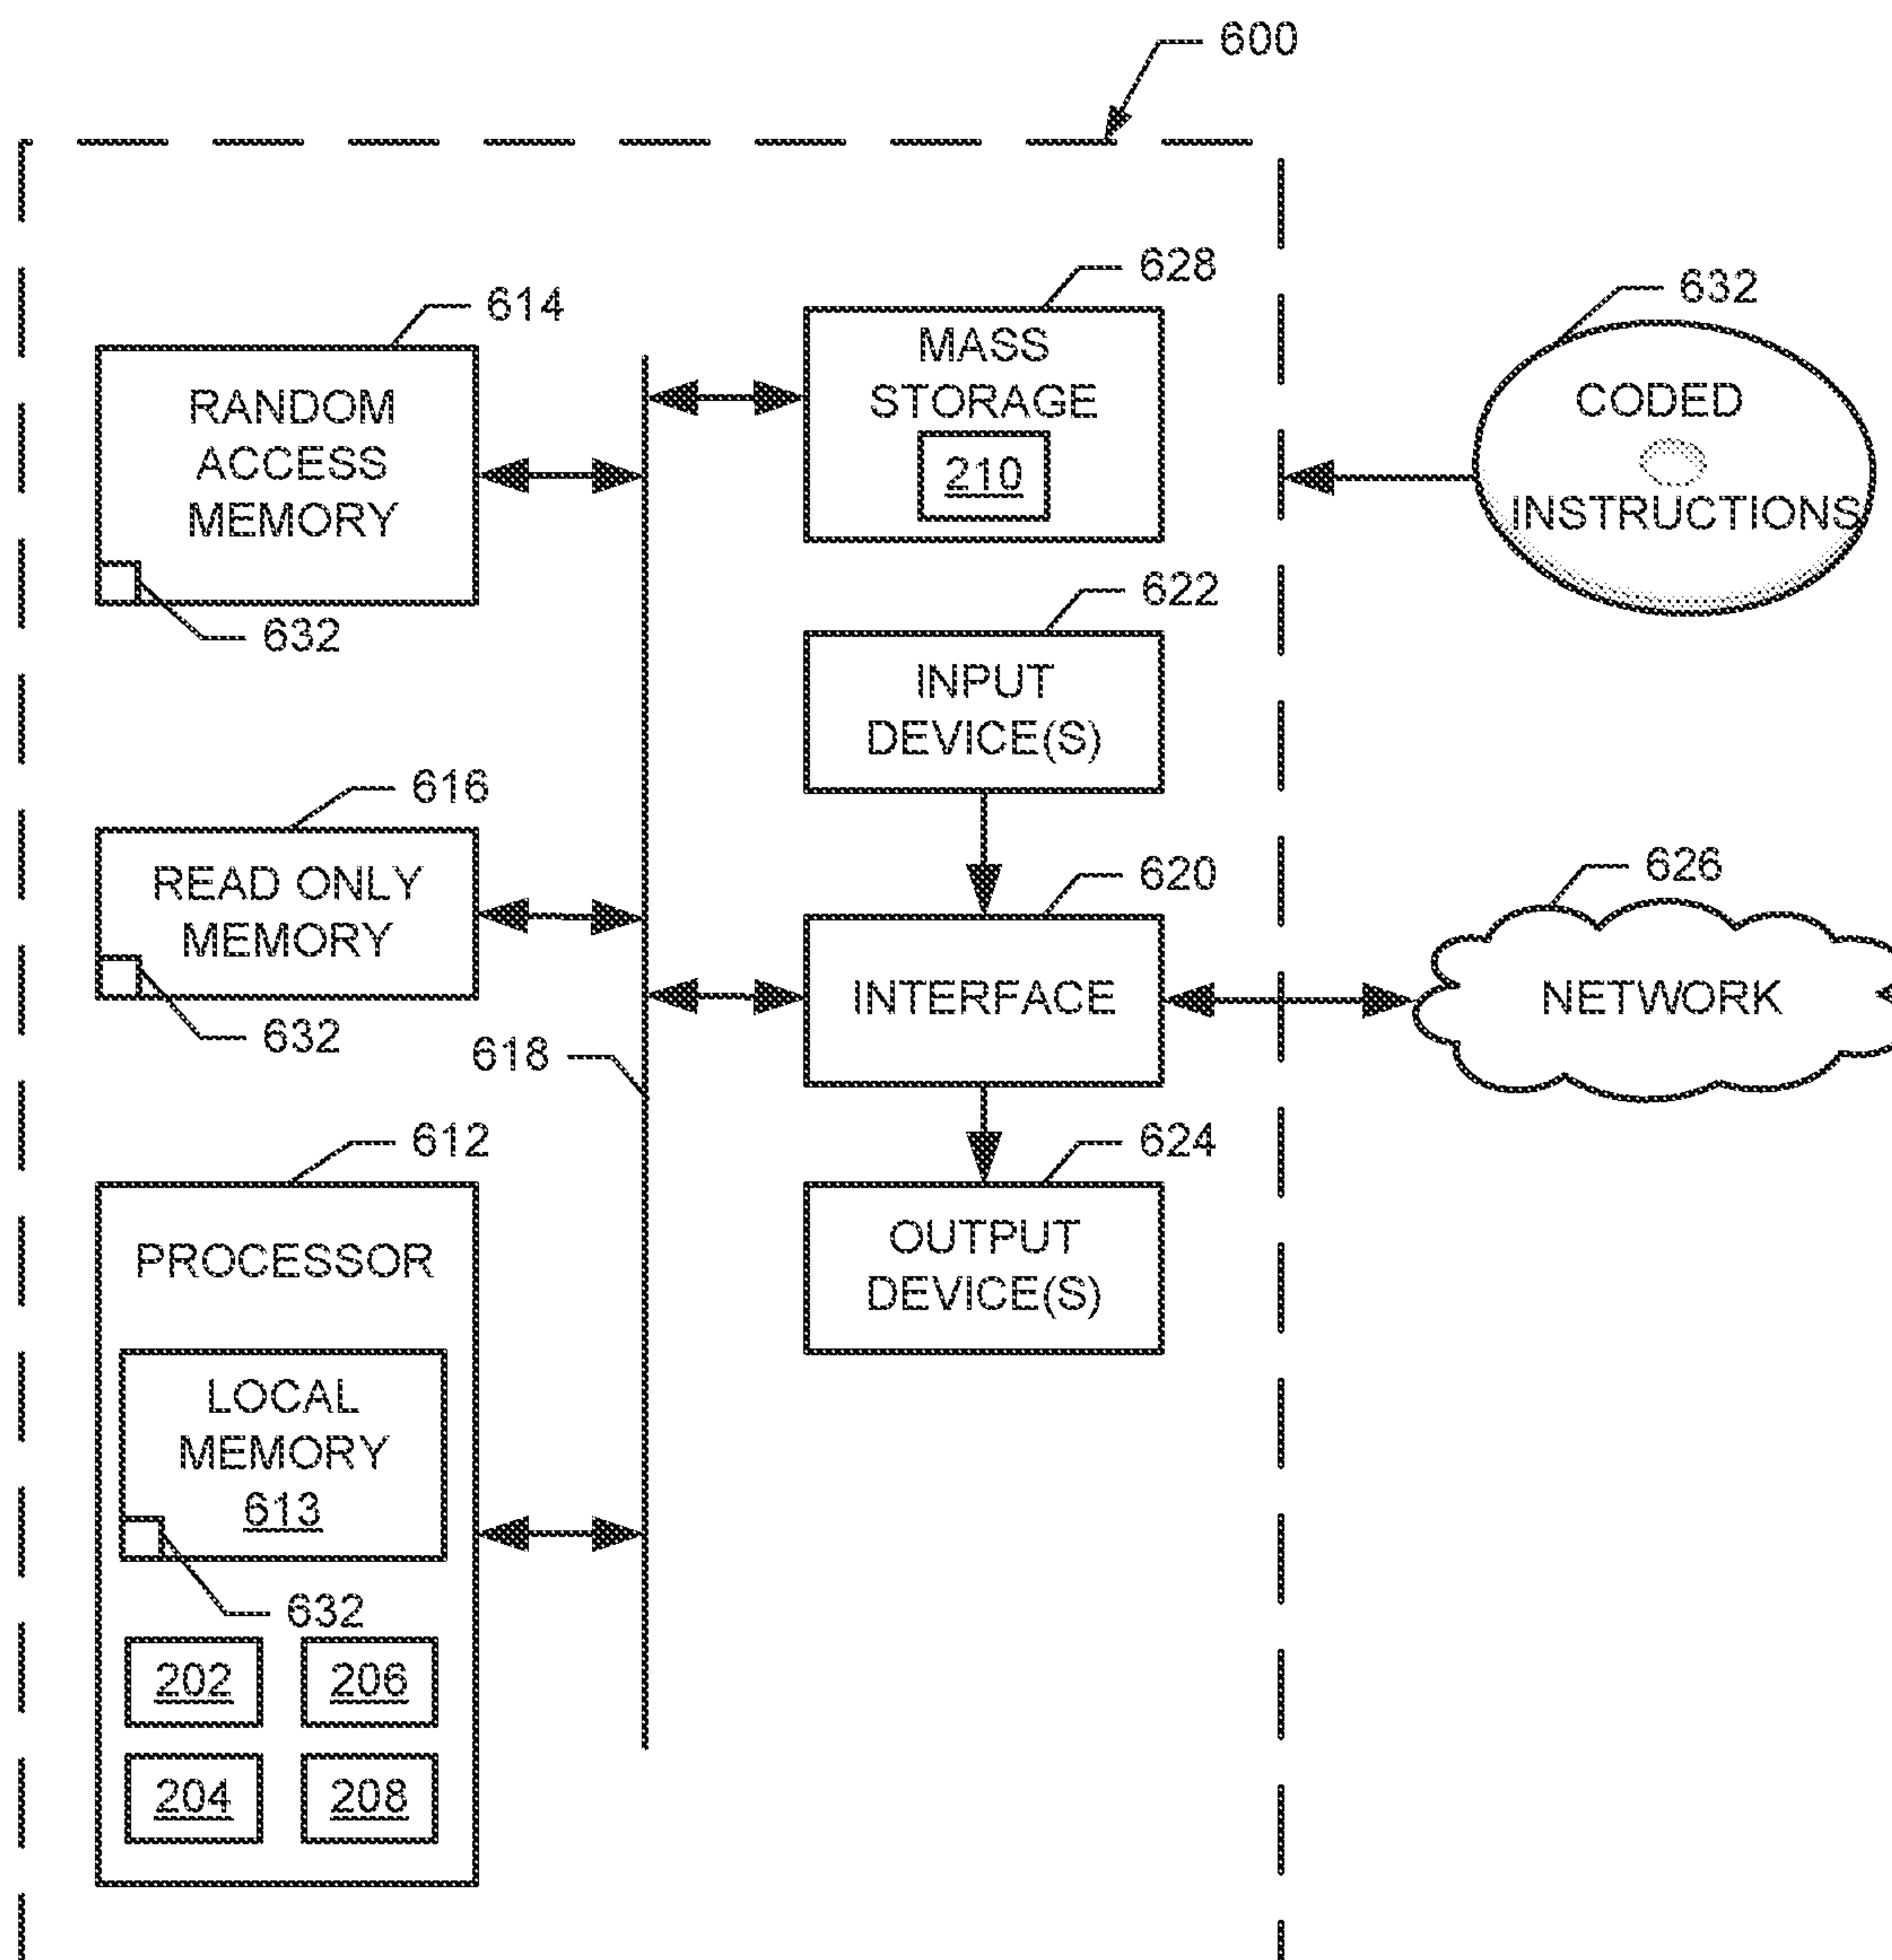 600
614
RANDOM
ACCESS
MEMORY
632
628
MASS
STORAGE
210
632
CODED
INSTRUCTIONS
622
INPUT
DEVICE(S)
616
READ ONLY
MEMORY
632
618
620
INTERFACE
626
NETWORK
612
PROCESSOR
LOCAL
MEMORY
613
632
202
206
204
208
624
OUTPUT
DEVICE(S)